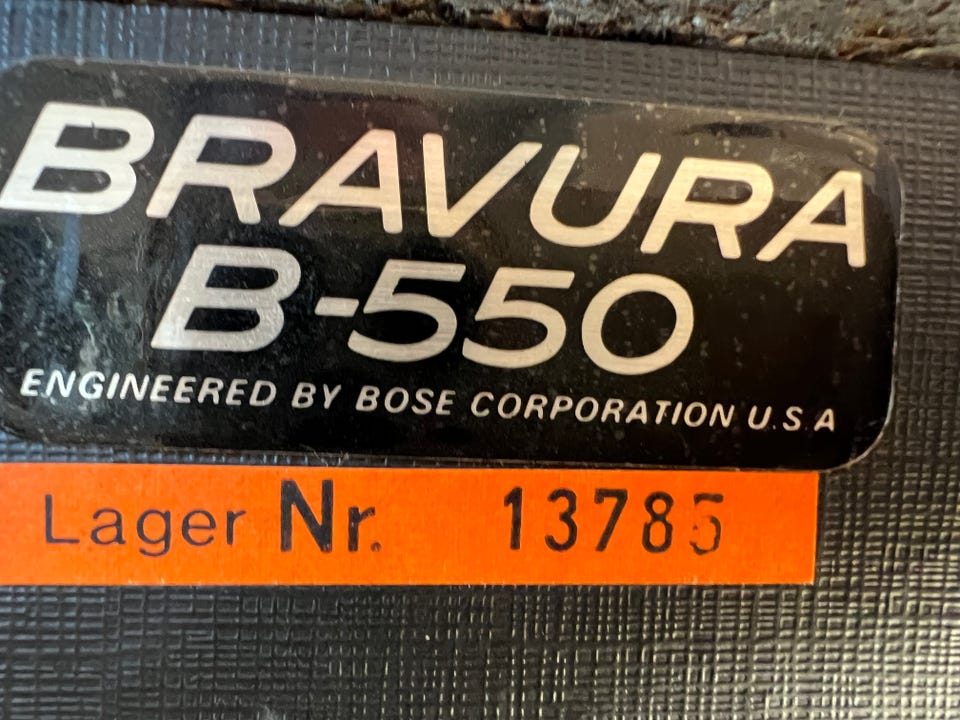 BRAVURA
B-550
ENGINEERED BY BOSE CORPORATION U.S.A
Lager Nr. 13785